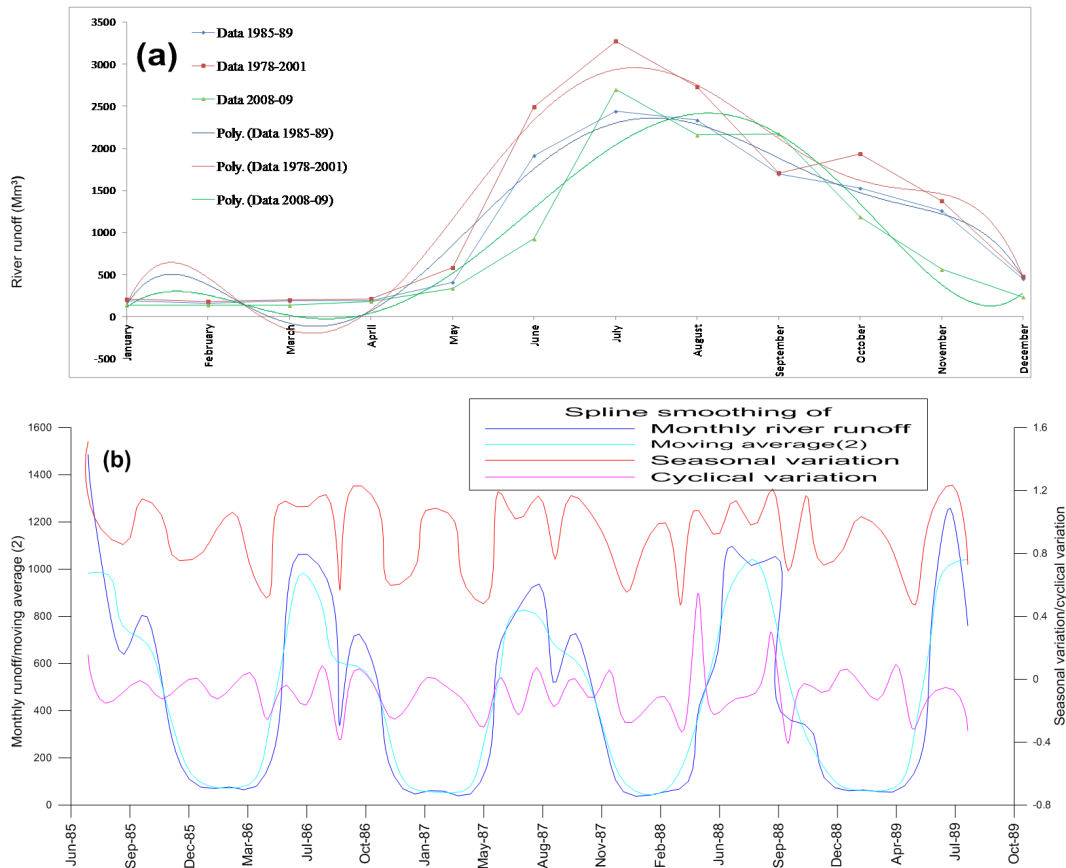 (a)
Data 1985-89
Data 1978-2001
Data 2008-09
Poly. (Data 1985-89)
Poly. (Data 1978-2001)
Poly. (Data 2008-09)
River runoff (Mm³)
3500
3000
2500
2000
1500
1000
500
0
-500
January
February
March
April
May
June
July
August
September
October
November
December
Spline smoothing of
Monthly river runoff
Moving average(2)
Seasonal variation
Cyclical variation
(b)
Monthly runoff/moving average (2)
1600
1400
1200
1000
800
600
400
200
0
1.6
1.2
0.8
0.4
0
-0.4
-0.8
Seasonal variation/cyclical variation
Jun-85
Sep-85
Dec-85
Mar-86
Jul-86
Oct-86
Jan-87
May-87
Aug-87
Nov-87
Feb-88
Jun-88
Sep-88
Dec-88
Apr-89
Jul-89
Oct-89